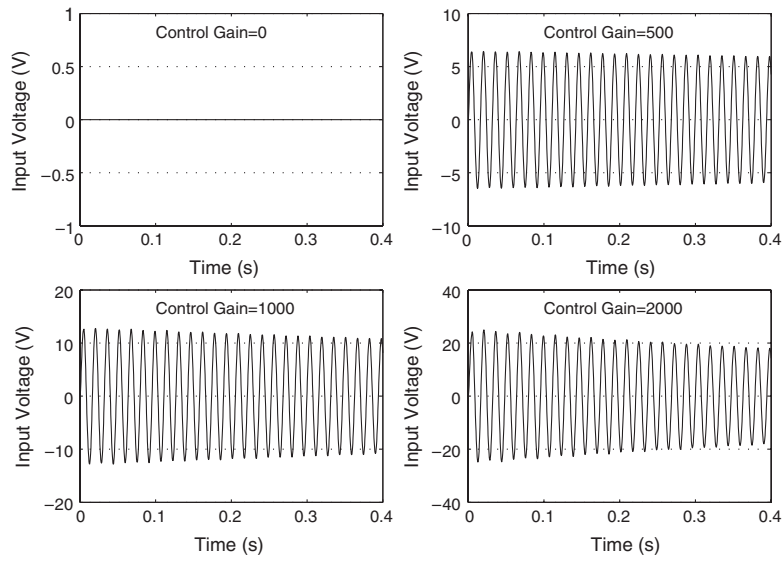 Control Gain=0
Input Voltage (V)
1
0.5
0
−0.5
−1
0 0.1 0.2 0.3 0.4
Time (s)
Control Gain=500
Input Voltage (V)
10
5
0
−5
−10
0 0.1 0.2 0.3 0.4
Time (s)
Control Gain=1000
Input Voltage (V)
20
10
0
−10
−20
0 0.1 0.2 0.3 0.4
Time (s)
Control Gain=2000
Input Voltage (V)
40
20
0
−20
−40
0 0.1 0.2 0.3 0.4
Time (s)